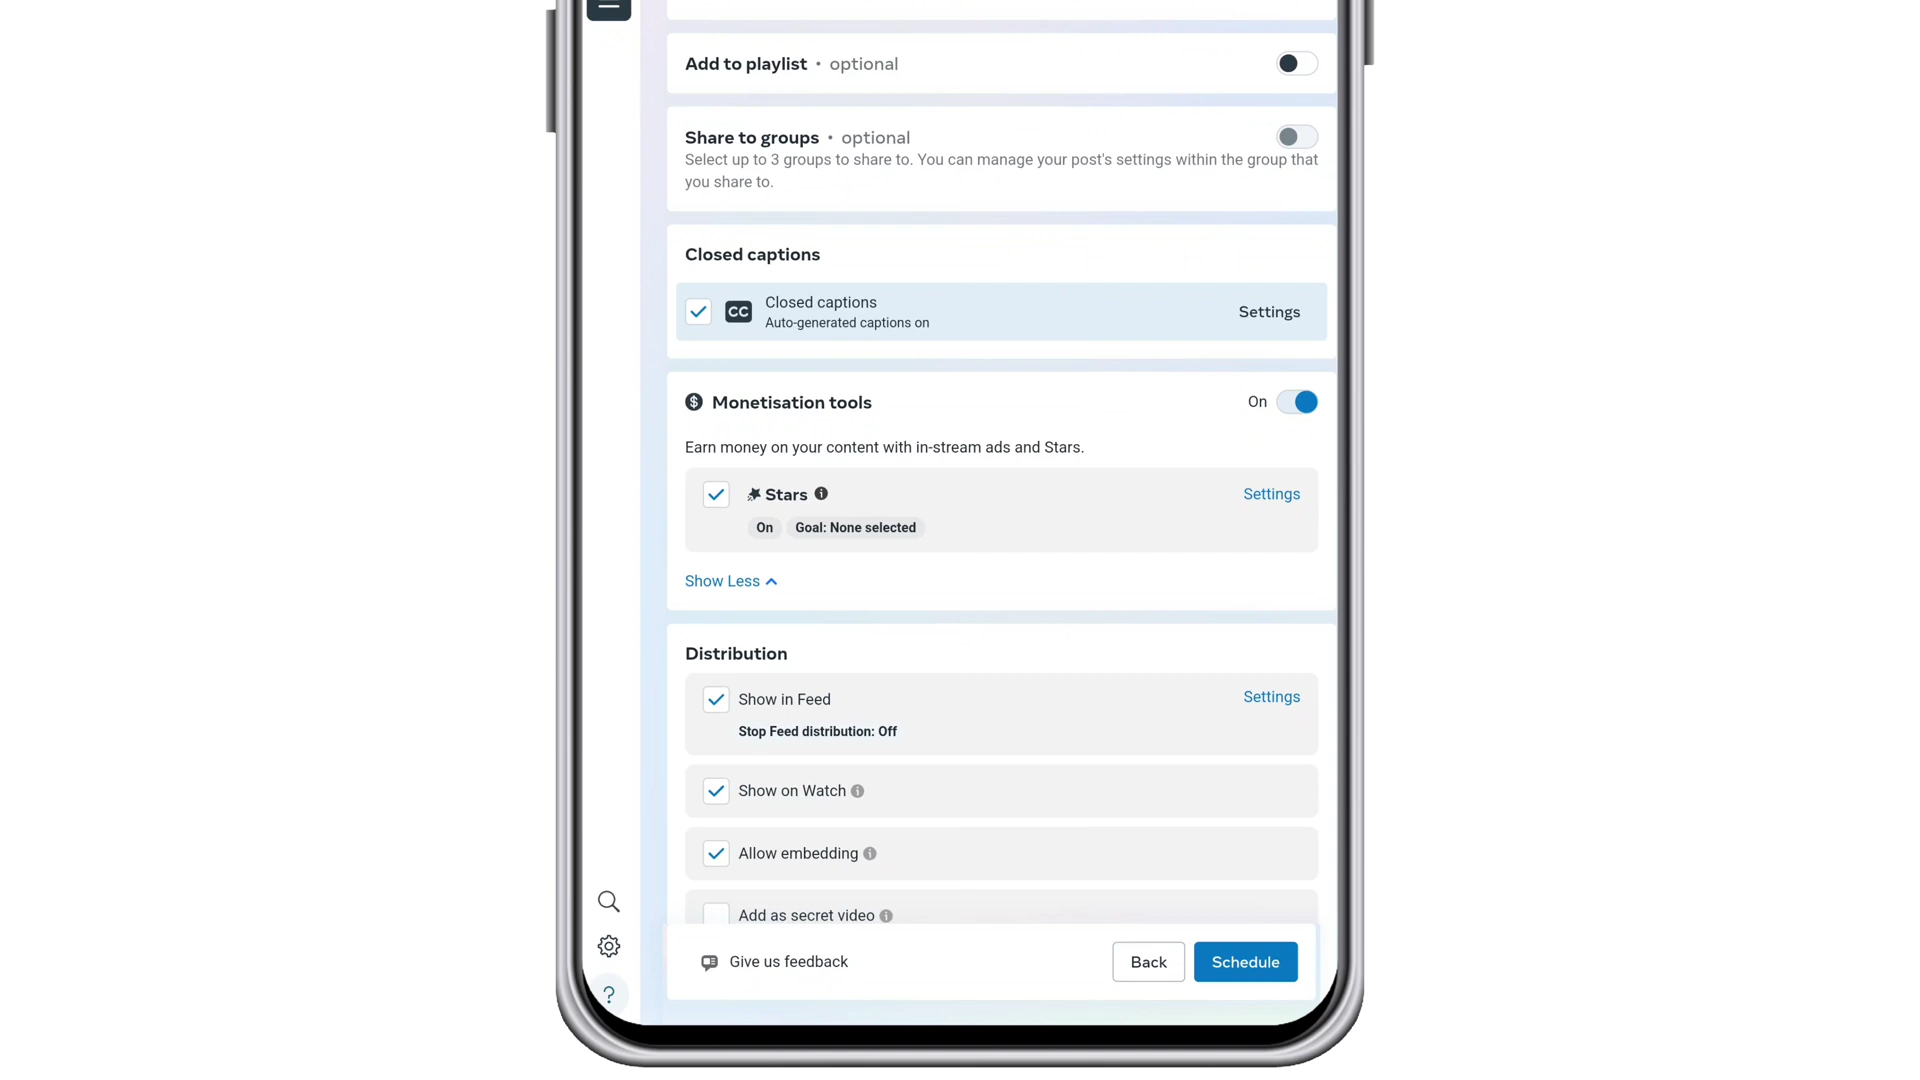 Add to playlist • optional
Share to groups • optional
Select up to 3 groups to share to. You can manage your post's settings within the group that
you share to.
Closed captions
CC
Closed captions
Auto-generated captions on
Settings
$ Monetisation tools
On
Earn money on your content with in-stream ads and Stars.
Stars
Settings
On
Goal: None selected
Show Less
Distribution
Show in Feed
Settings
Stop Feed distribution: Off
Show on Watch
Allow embedding
Add as secret video
Give us feedback
Back
Schedule
?